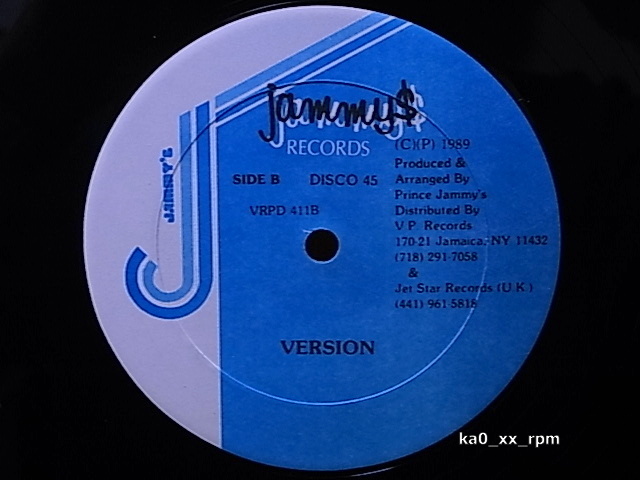 jammy$
RECORDS
JAMMY'S
SIDE B DISCO 45
VRPD 411B
(C)(P) 1989
Produced &
Arranged By
Prince Jammy's
Distributed By
V.P. Records
170-21 Jamaica, NY 11432
(718) 291-7058
&
Jet Star Records (U.K.)
(441) 961-5818
VERSION
ka0_xx_rpm